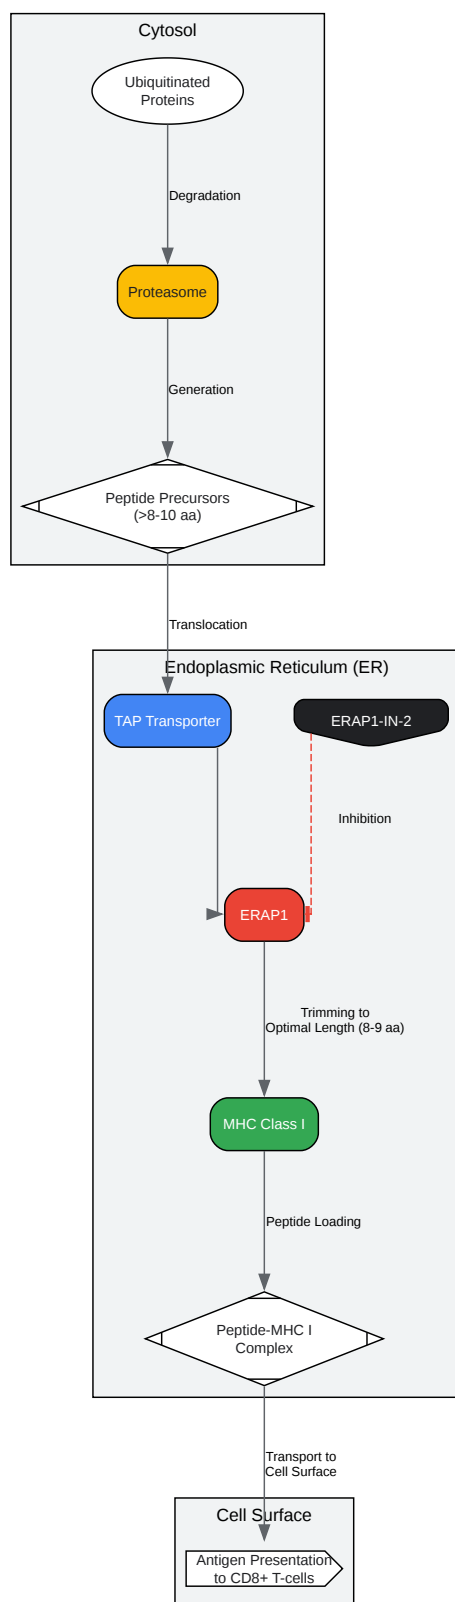 Cytosol
Ubiquitinated
Proteins
Degradation
Proteasome
Generation
Peptide Precursors
(>8-10 aa)
Translocation
Endoplasmic Reticulum (ER)
TAP Transporter
ERAP1-IN-2
Inhibition
ERAP1
Trimming to
Optimal Length (8-9 aa)
MHC Class I
Peptide Loading
Peptide-MHC I
Complex
Transport to
Cell Surface
Cell Surface
Antigen Presentation
to CD8+ T-cells